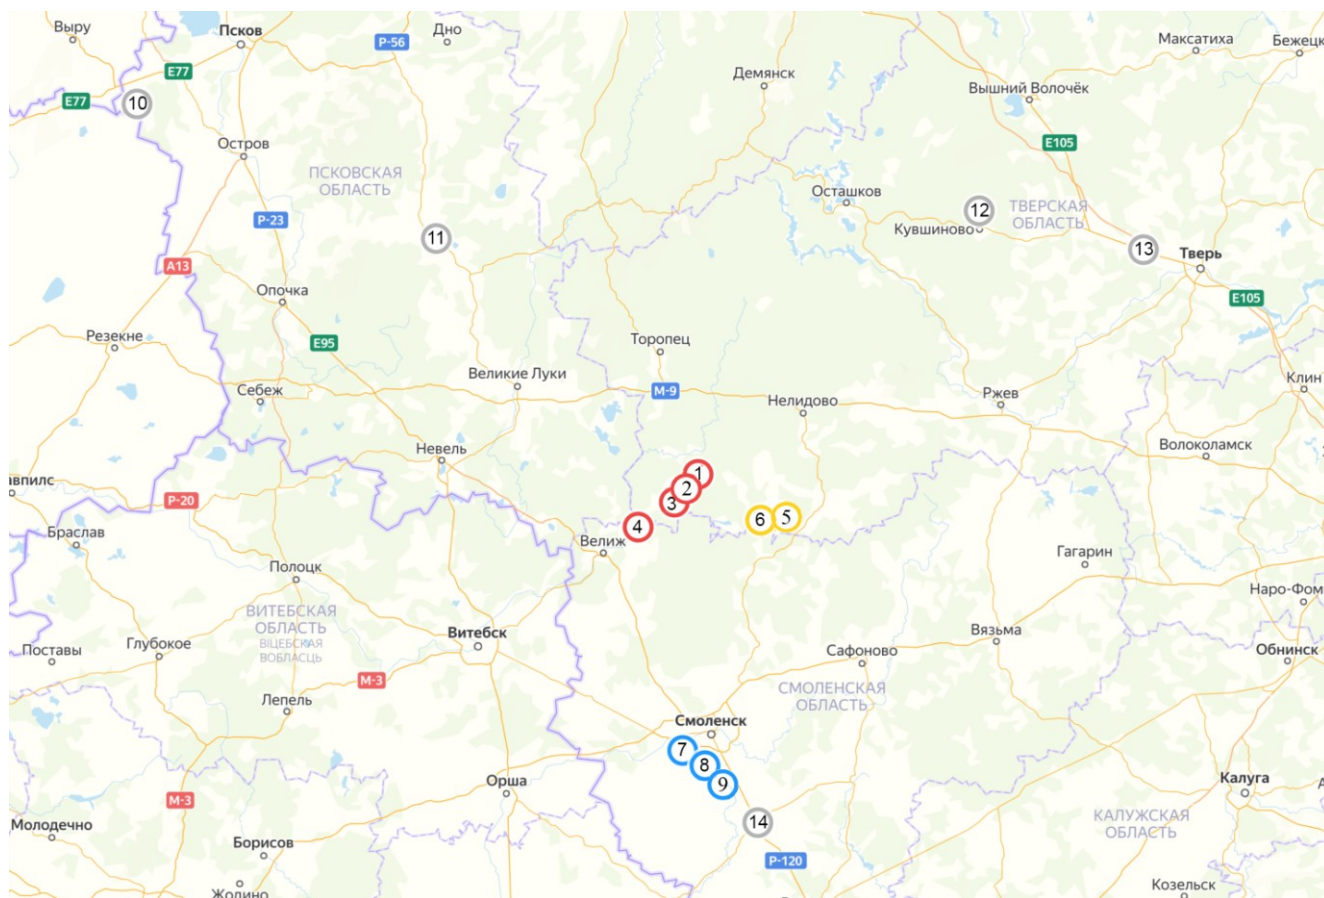 Выру
Псков
Дно
Р-56
Максатиха
Бежецк
E77
Демянск
Вышний Волочёк
E77
10
Остров
E105
ПСКОВСКАЯ
ОБЛАСТЬ
Осташков
12
ТВЕРСКАЯ
ОБЛАСТЬ
Р-23
Кувшиново
11
13
Тверь
А13
Опочка
E105
Резекне
E95
Торопец
Великие Луки
Себеж
М-9
Нелидово
Ржев
Клин
Невель
Волоколамск
авпилс
Р-20
1
2
3
4
6
5
Браслав
Велиж
Гагарин
Полоцк
Наро-Фом
ВИТЕБСКАЯ
ОБЛАСТЬ
ВІЦЕБСКАЯ
ВОБЛАСЦЬ
Витебск
Вязьма
Поставы
Глубокое
Сафоново
Обнинск
М-3
СМОЛЕНСКАЯ
ОБЛАСТЬ
Лепель
Смоленск
7
8
9
Орша
Калуга
М-3
14
КАЛУЖСКАЯ
ОБЛАСТЬ
Молодечно
Борисов
Р-120
Жодино
Козельск